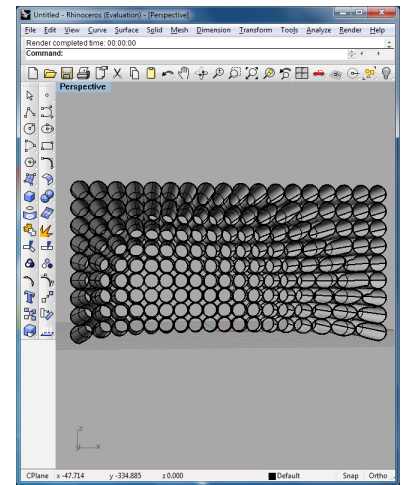 Untitled - Rhinoceros (Evaluation) - [Perspective]
File Edit View Curve Surface Solid Mesh Dimension Transform Tools Analyze Render Help
Render completed time: 00:00:00
Command:
Perspective
z
y x
CPlane x -47.714 y -334.885 z 0.000 Default Snap Ortho